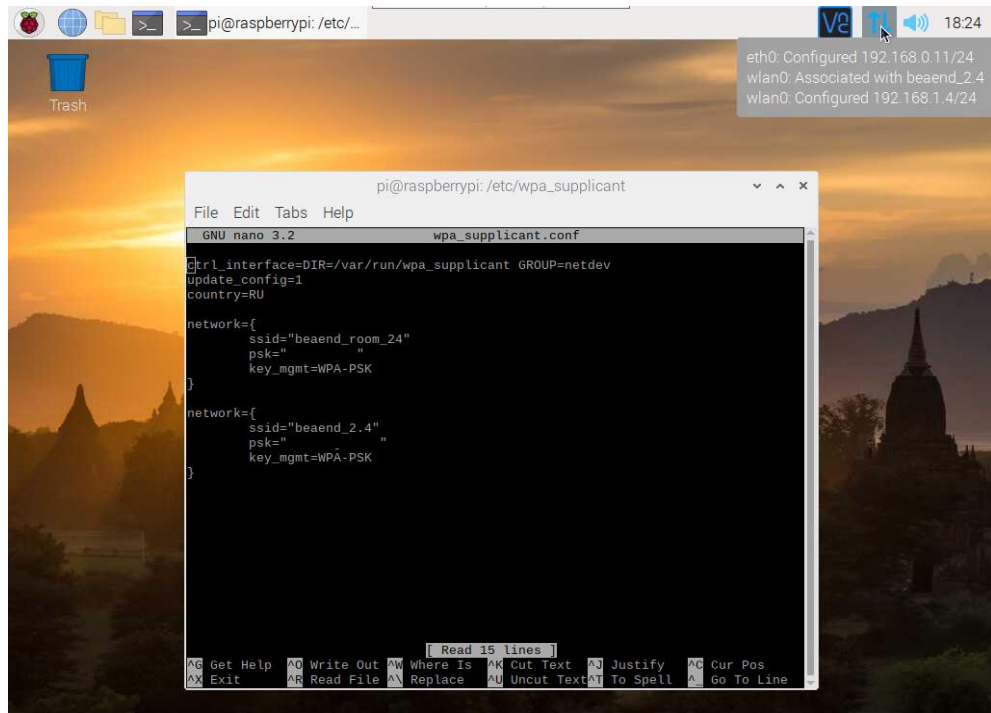 pi@raspberrypi: /etc/...
18:24
eth0: Configured 192.168.0.11/24
wlan0: Associated with beaend_2.4
wlan0: Configured 192.168.1.4/24
Trash
pi@raspberrypi: /etc/wpa_supplicant
File Edit Tabs Help
GNU nano 3.2 wpa_supplicant.conf
ctrl_interface=DIR=/var/run/wpa_supplicant GROUP=netdev
update_config=1
country=RU
network={
ssid="beaend_room_24"
psk=" "
key_mgmt=WPA-PSK
}
network={
ssid="beaend_2.4"
psk=" "
key_mgmt=WPA-PSK
}
[ Read 15 lines ]
^G Get Help ^O Write Out ^W Where Is ^K Cut Text ^J Justify ^C Cur Pos
^X Exit ^R Read File ^\ Replace ^U Uncut Text ^T To Spell ^_ Go To Line